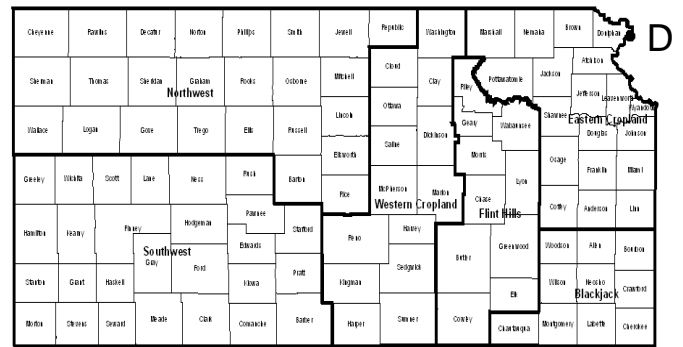 Cheyenne Rawlins Decatur Norton Phillips Smith Jewell Republic Washington Marshall Nemaha Brown Doniphan D
Sherman Thomas Sheridan Graham Rooks Osborne Mitchell Cloud Clay Riley Pottawatomie Jackson Atchison
Northwest
Jefferson Leavenworth Wyandotte
Wallace Logan Gove Trego Ellis Russell Lincoln Ottawa Dickinson Geary Wabaunsee Shawnee
Eastern Cropland
Douglas Johnson
Ellsworth Saline Morris Osage Franklin Miami
Greeley Wichita Scott Lane Ness Rush Barton Rice McPherson Marion Chase Lyon Coffey Anderson Linn
Western Cropland
Flint Hills
Hamilton Kearny Finney Hodgeman Pawnee Stafford Reno Harvey Butler Greenwood Woodson Allen Bourbon
Southwest
Gray Ford Edwards Pratt Kingman Sedgwick Wilson Neosho Crawford
Stanton Grant Haskell Kiowa Elk
Blackjack
Morton Stevens Seward Meade Clark Comanche Barber Harper Sumner Cowley Chautauqua Montgomery Labette Cherokee